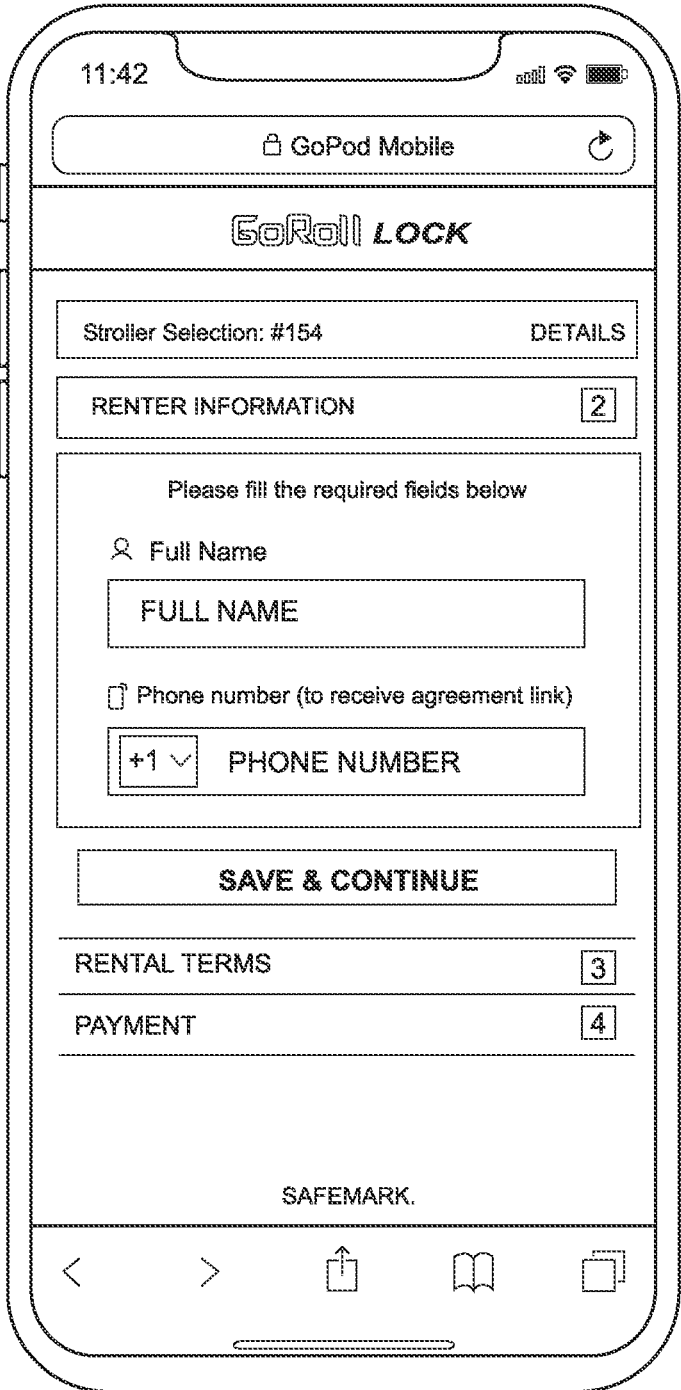 11:42
GoPod Mobile
GoRoll LOCK
Stroller Selection: #154 DETAILS
RENTER INFORMATION 2
Please fill the required fields below
Full Name
FULL NAME
Phone number (to receive agreement link)
+1 PHONE NUMBER
SAVE & CONTINUE
RENTAL TERMS 3
PAYMENT 4
SAFEMARK.